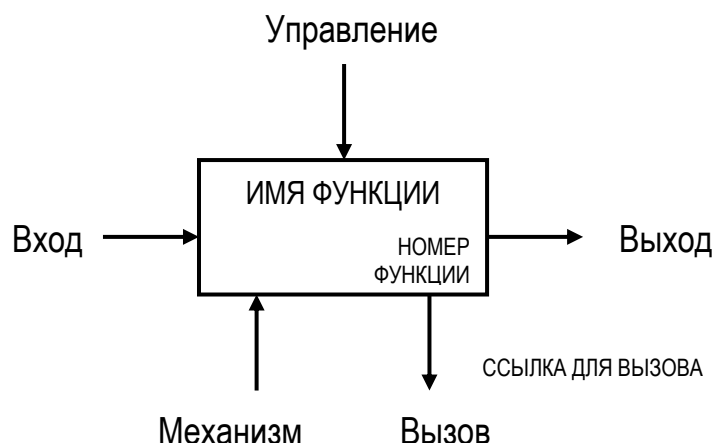 Управление
ИМЯ ФУНКЦИИ
Вход
НОМЕР
ФУНКЦИИ
Выход
ССЫЛКА ДЛЯ ВЫЗОВА
Механизм
Вызов